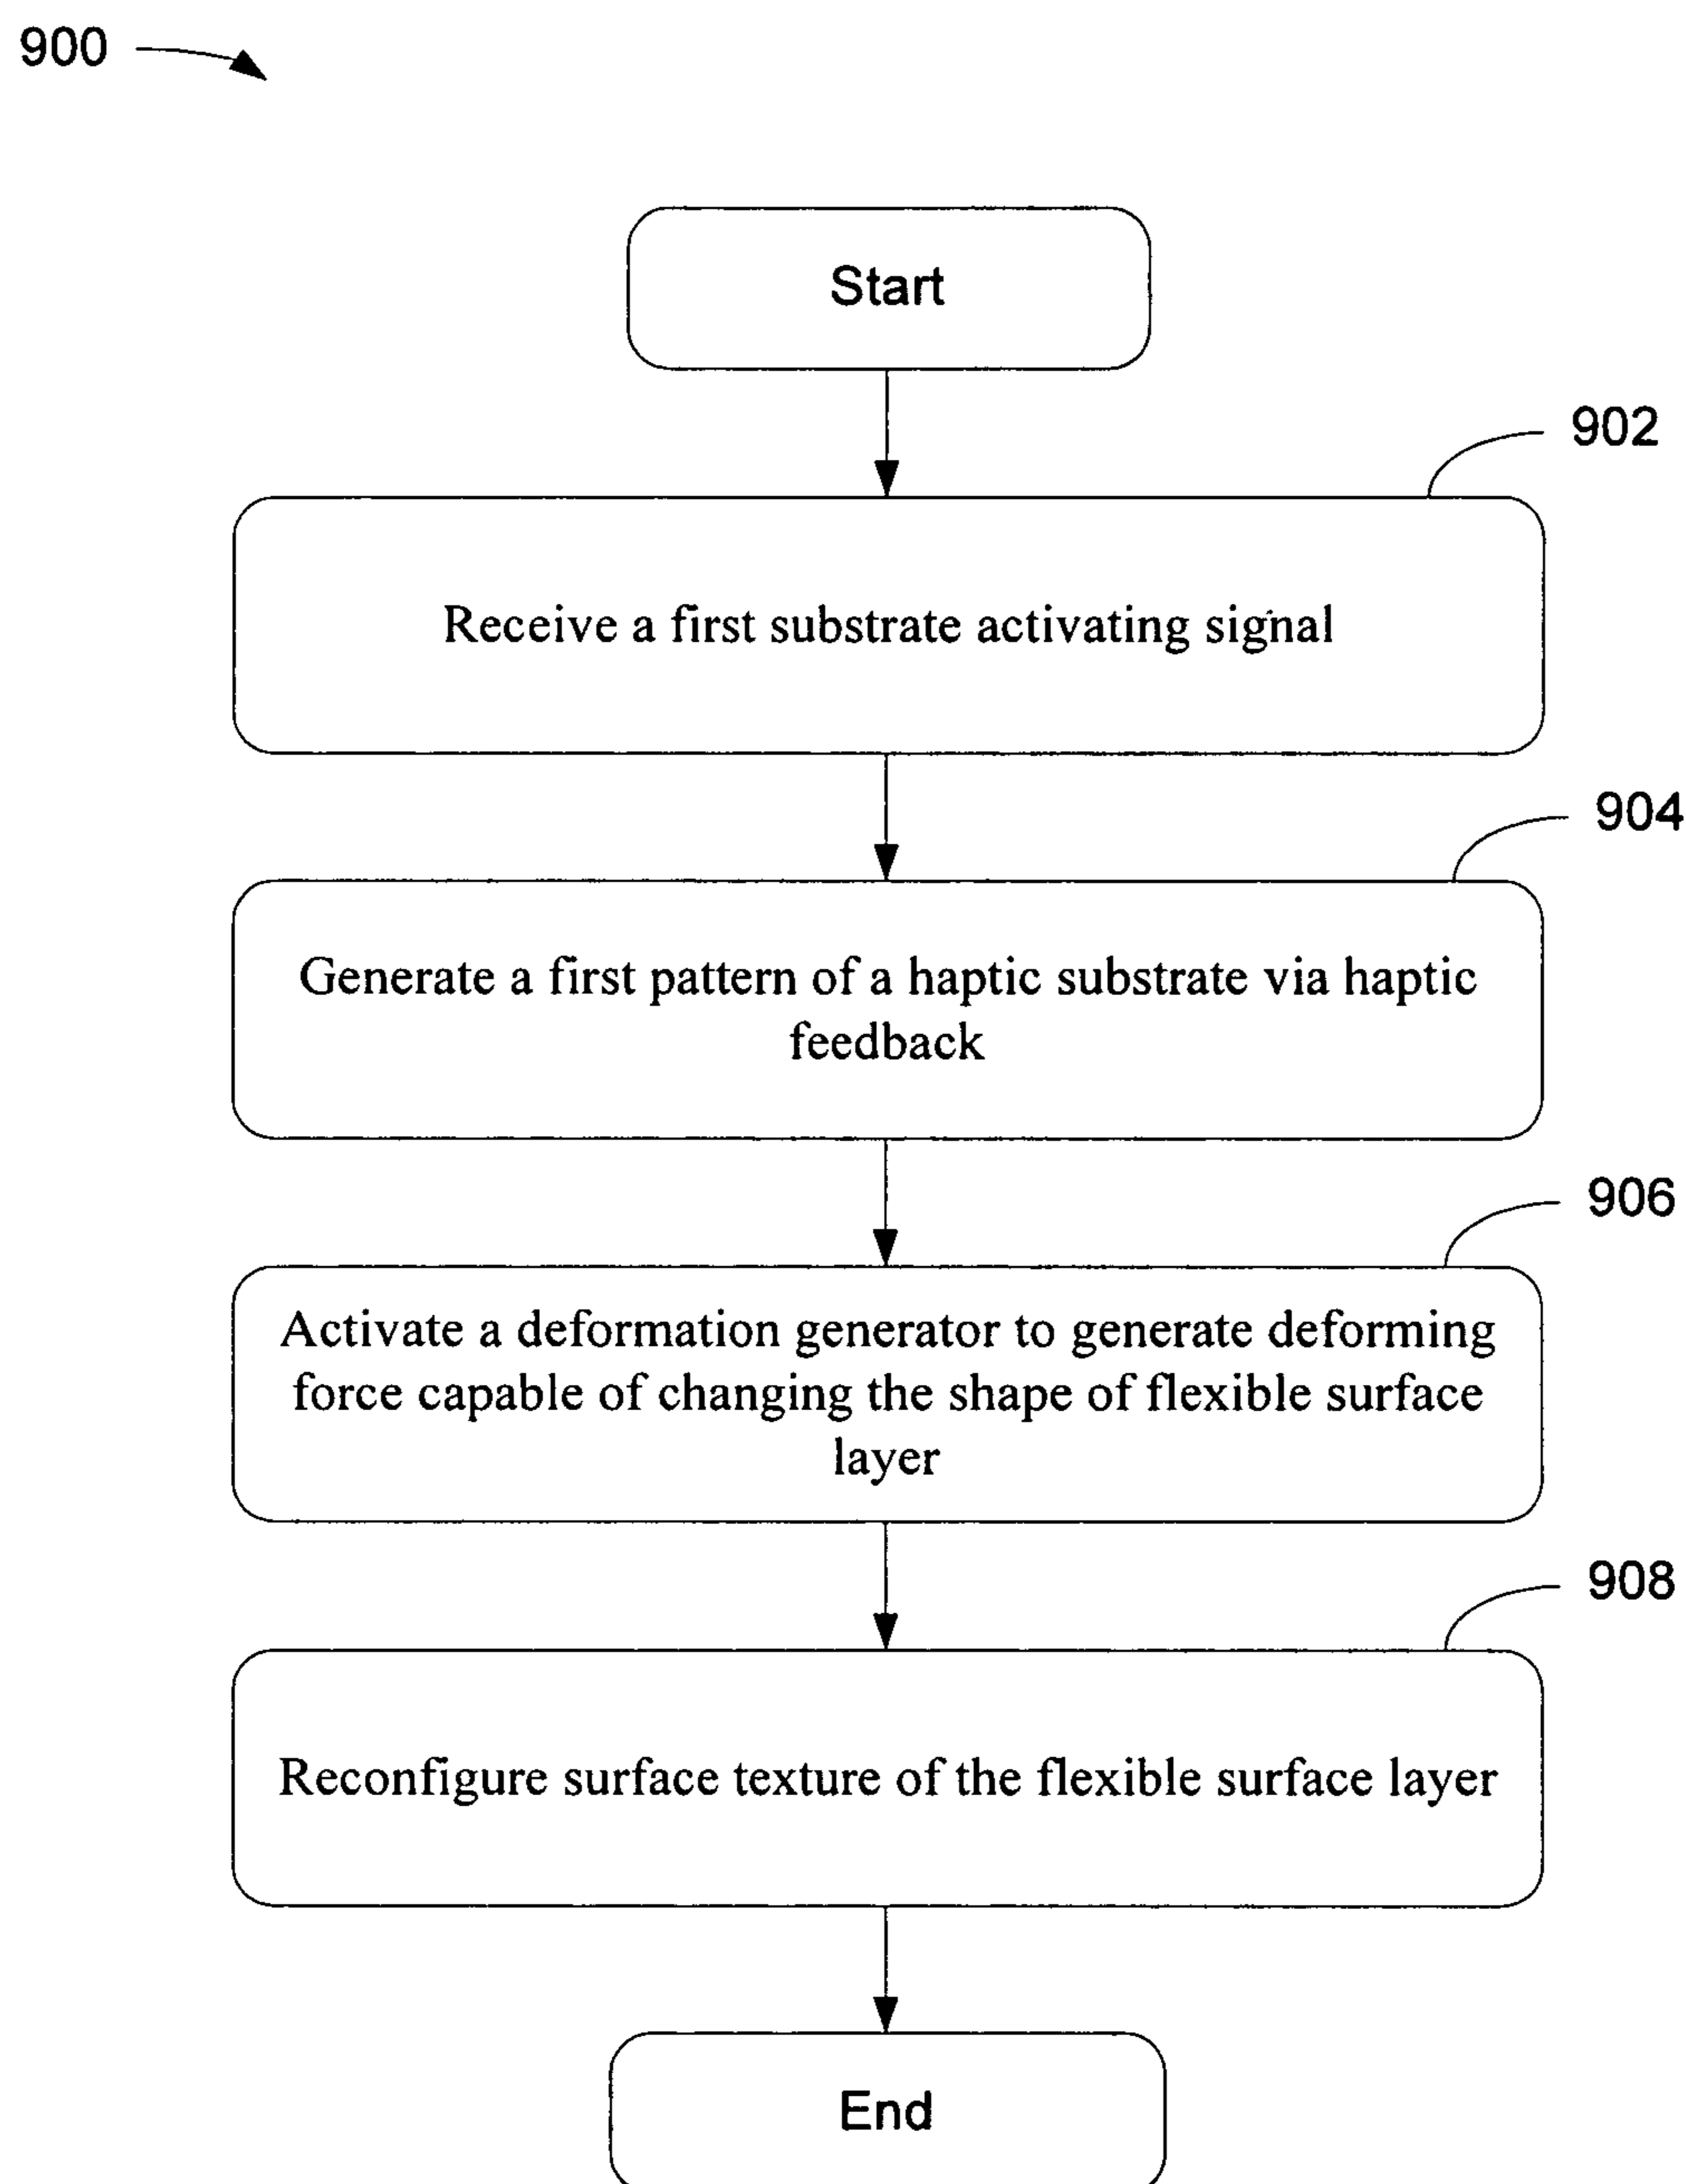 900
Start
902
Receive a first substrate activating signal
904
Generate a first pattern of a haptic substrate via haptic
feedback
906
Activate a deformation generator to generate deforming
force capable of changing the shape of flexible surface
layer
908
Reconfigure surface texture of the flexible surface layer
End